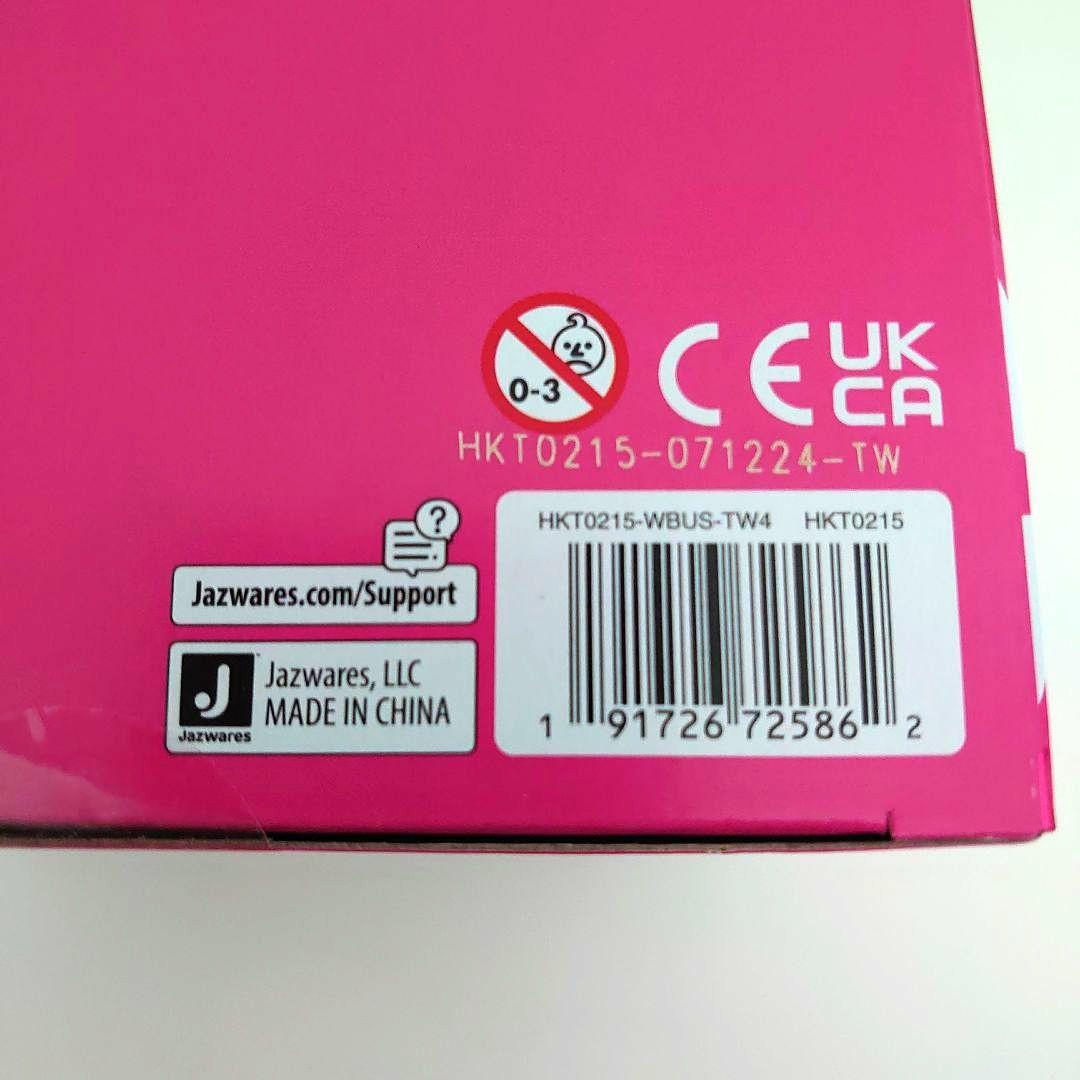 0-3
CE
UK
CA
HKT0215-071224-TW
?
Jazwares.com/Support
J
Jazwares
Jazwares, LLC
MADE IN CHINA
HKT0215-WBUS-TW4 HKT0215
1 91726 72586 2